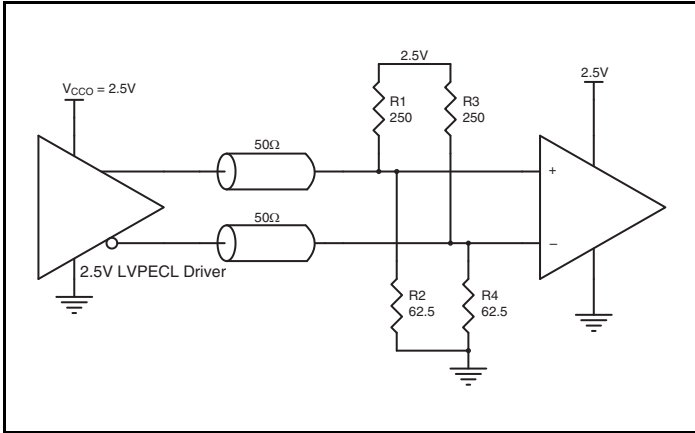 2.5V
V_CCO = 2.5V
2.5V
R1
250
R3
250
50Ω
+
50Ω
−
2.5V LVPECL Driver
R2
62.5
R4
62.5